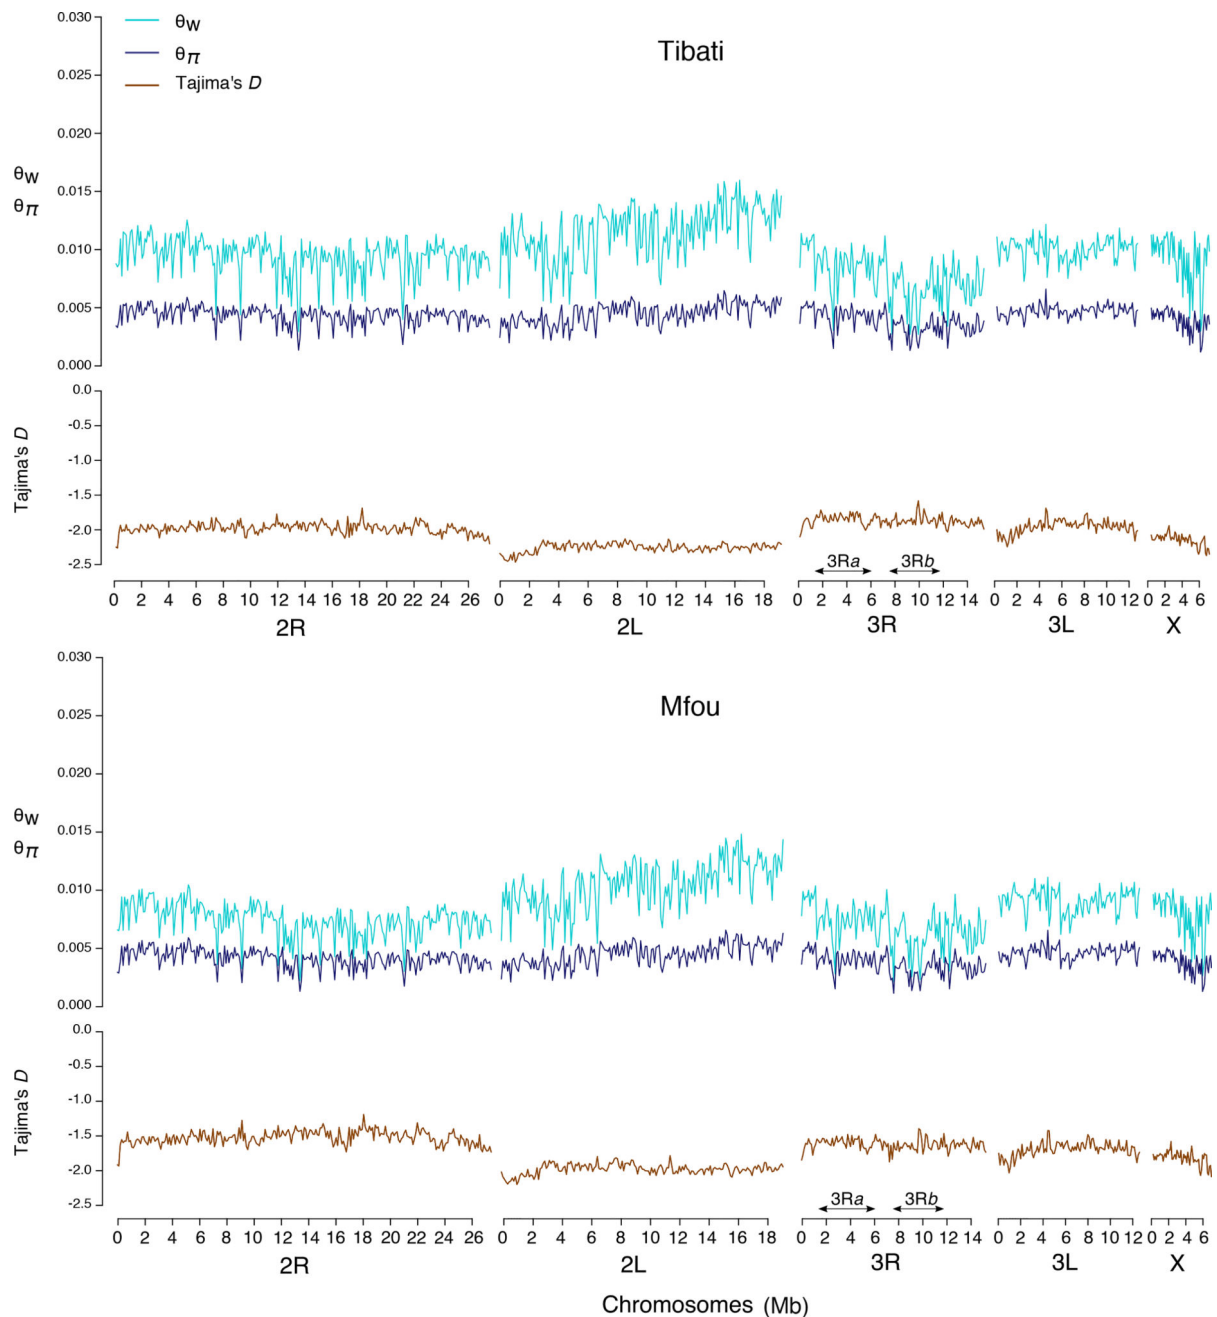 0.030
θw
θπ
Tajima's D
Tibati
0.025
0.020
0.015
θw
θπ
0.010
0.005
0.000
0.0
-0.5
-1.0
-1.5
-2.0
-2.5
Tajima's D
3Ra 3Rb
0 2 4 6 8 10 12 14 16 18 20 22 24 26
0 2 4 6 8 10 12 14 16 18
0 2 4 6 8 10 12 14
0 2 4 6 8 10 12
0 2 4 6
2R 2L 3R 3L X
0.030
Mfou
0.025
0.020
0.015
θw
θπ
0.010
0.005
0.000
0.0
-0.5
-1.0
-1.5
-2.0
-2.5
Tajima's D
3Ra 3Rb
0 2 4 6 8 10 12 14 16 18 20 22 24 26
0 2 4 6 8 10 12 14 16 18
0 2 4 6 8 10 12 14
0 2 4 6 8 10 12
0 2 4 6
2R 2L 3R 3L X
Chromosomes (Mb)